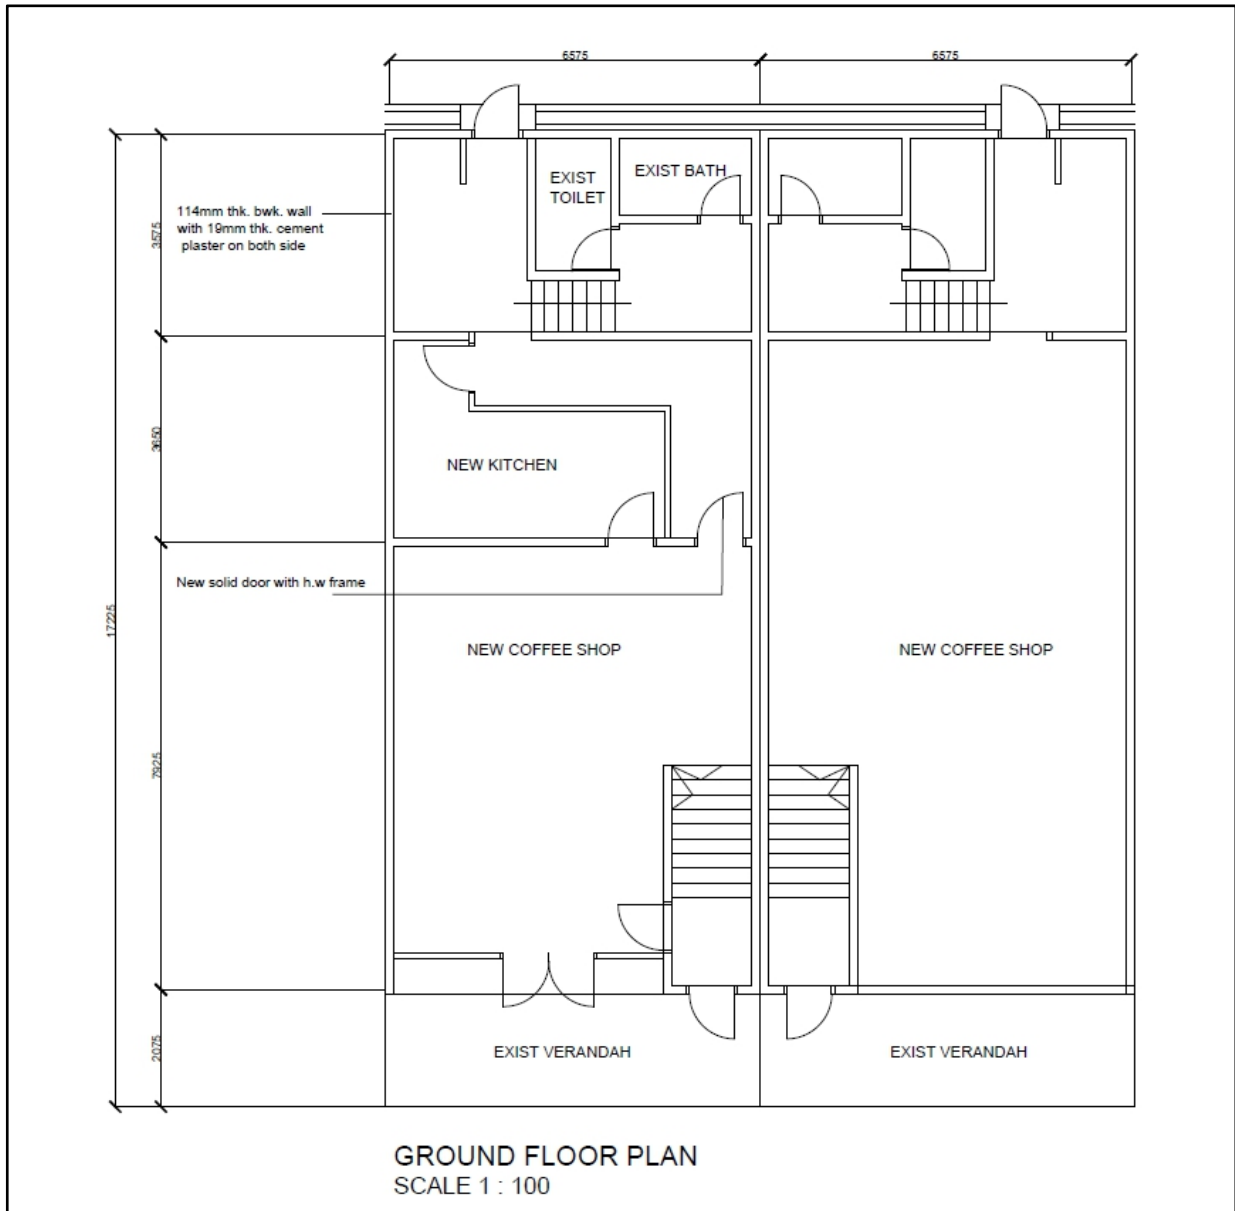 6575
6575
EXIST
TOILET
EXIST BATH
114mm thk. bwk. wall
with 19mm thk. cement
plaster on both side
3575
3650
NEW KITCHEN
New solid door with h.w frame
17225
NEW COFFEE SHOP
NEW COFFEE SHOP
7925
2075
EXIST VERANDAH
EXIST VERANDAH
GROUND FLOOR PLAN
SCALE 1 : 100